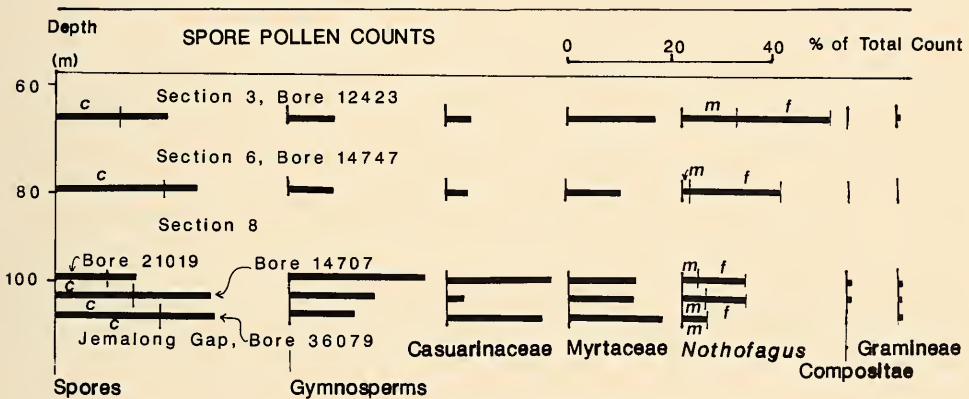 Depth
(m)
SPORE POLLEN COUNTS
0 20 40 % of Total Count
60
Section 3, Bore 12423
c m f
Section 6, Bore 14747
c m f
80
Section 8
Bore 21019 Bore 14707
100
c m f
c m f
c m
Jemalong Gap, Bore 36079
Casuarinaceae Myrtaceae Nothofagus Gramineae
Compositae
Spores Gymnosperms